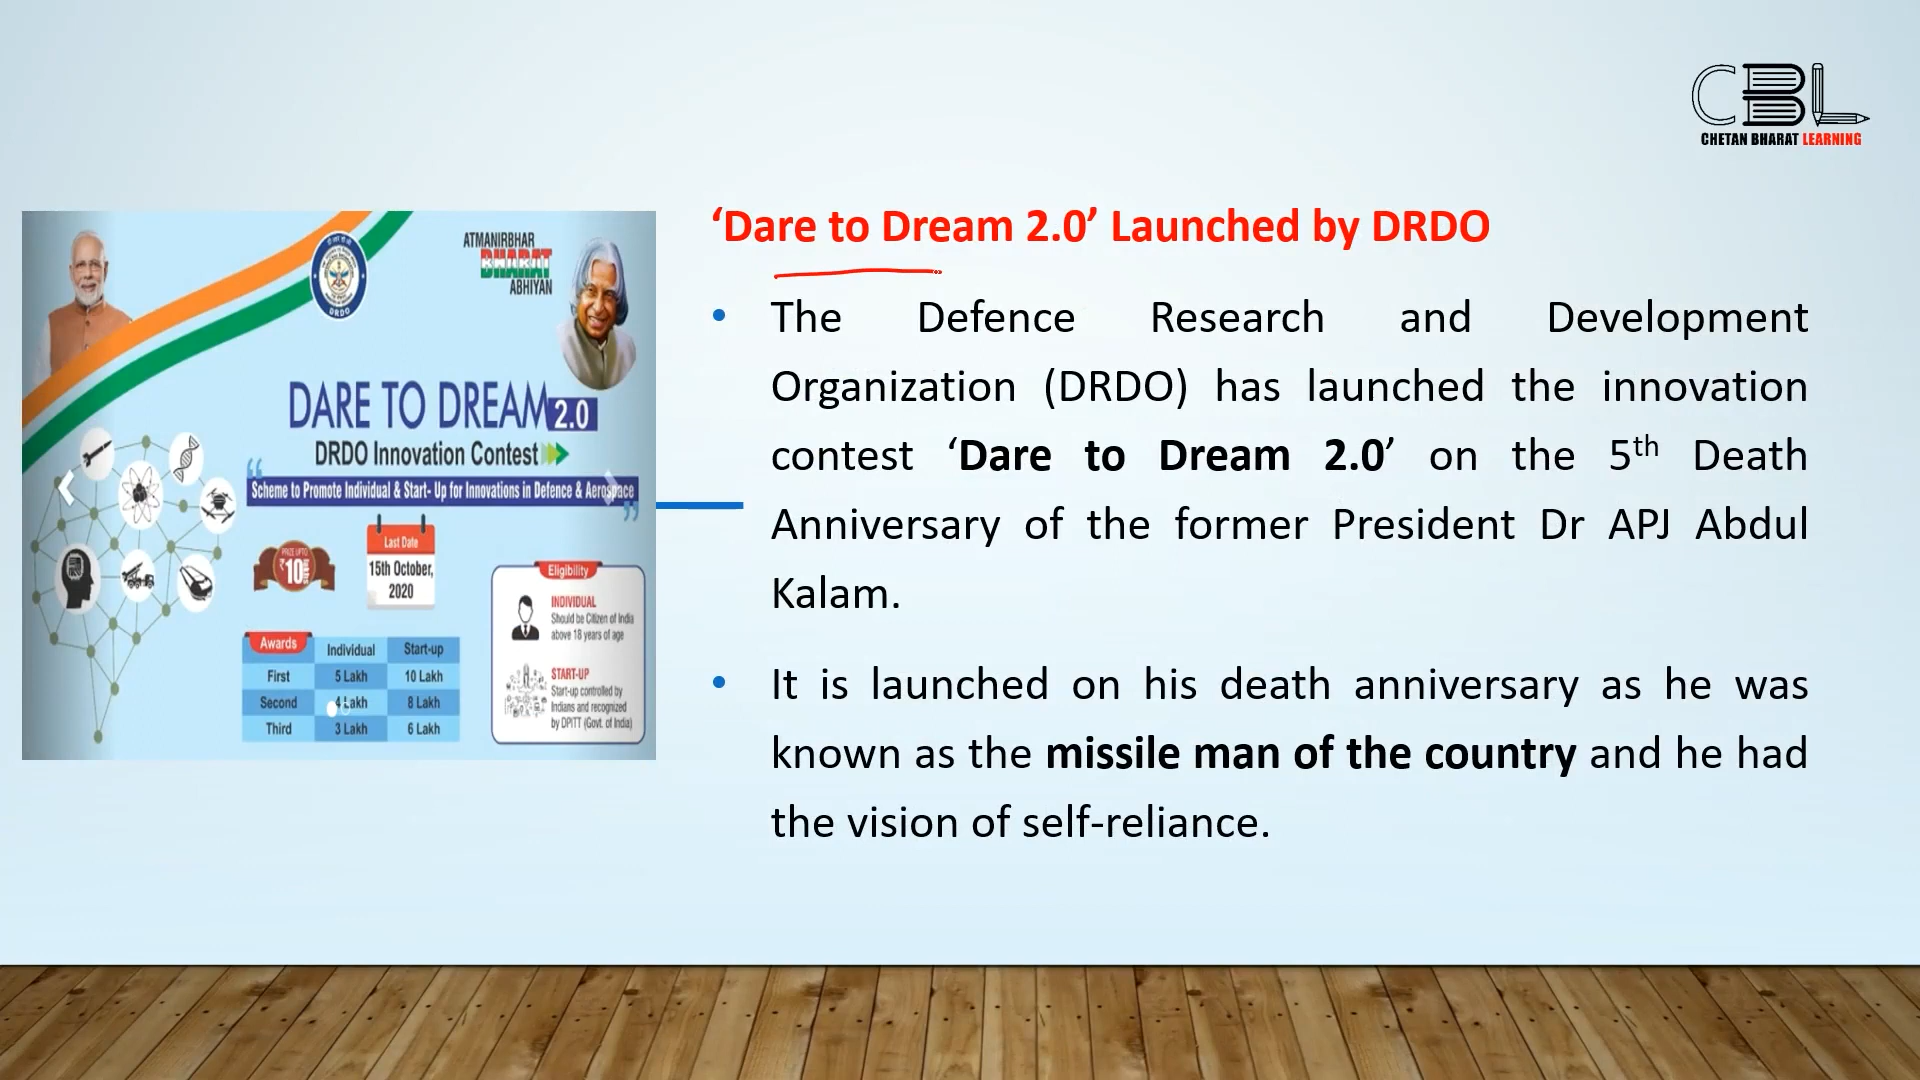 CBL
CHETAN BHARAT LEARNING
‘Dare to Dream 2.0’ Launched by DRDO
• The Defence Research and Development
Organization (DRDO) has launched the innovation
contest ‘Dare to Dream 2.0’ on the 5th Death
Anniversary of the former President Dr APJ Abdul
Kalam.
• It is launched on his death anniversary as he was
known as the missile man of the country and he had
the vision of self-reliance.
ATMANIRBHAR
BHARAT
ABHIYAN
DRDO
DARE TO DREAM 2.0
DRDO Innovation Contest
“Scheme to Promote Individual & Start- Up for Innovations in Defence & Aerospace”
PRIZE UPTO
₹10 Lakhs
Last Date
15th October,
2020
Eligibility
INDIVIDUAL
Should be Citizen of India
above 18 years of age
START-UP
Start-up controlled by
Indians and recognized
by DPITT (Govt. of India)
Awards Individual Start-up
First 5 Lakh 10 Lakh
Second 4 Lakh 8 Lakh
Third 3 Lakh 6 Lakh